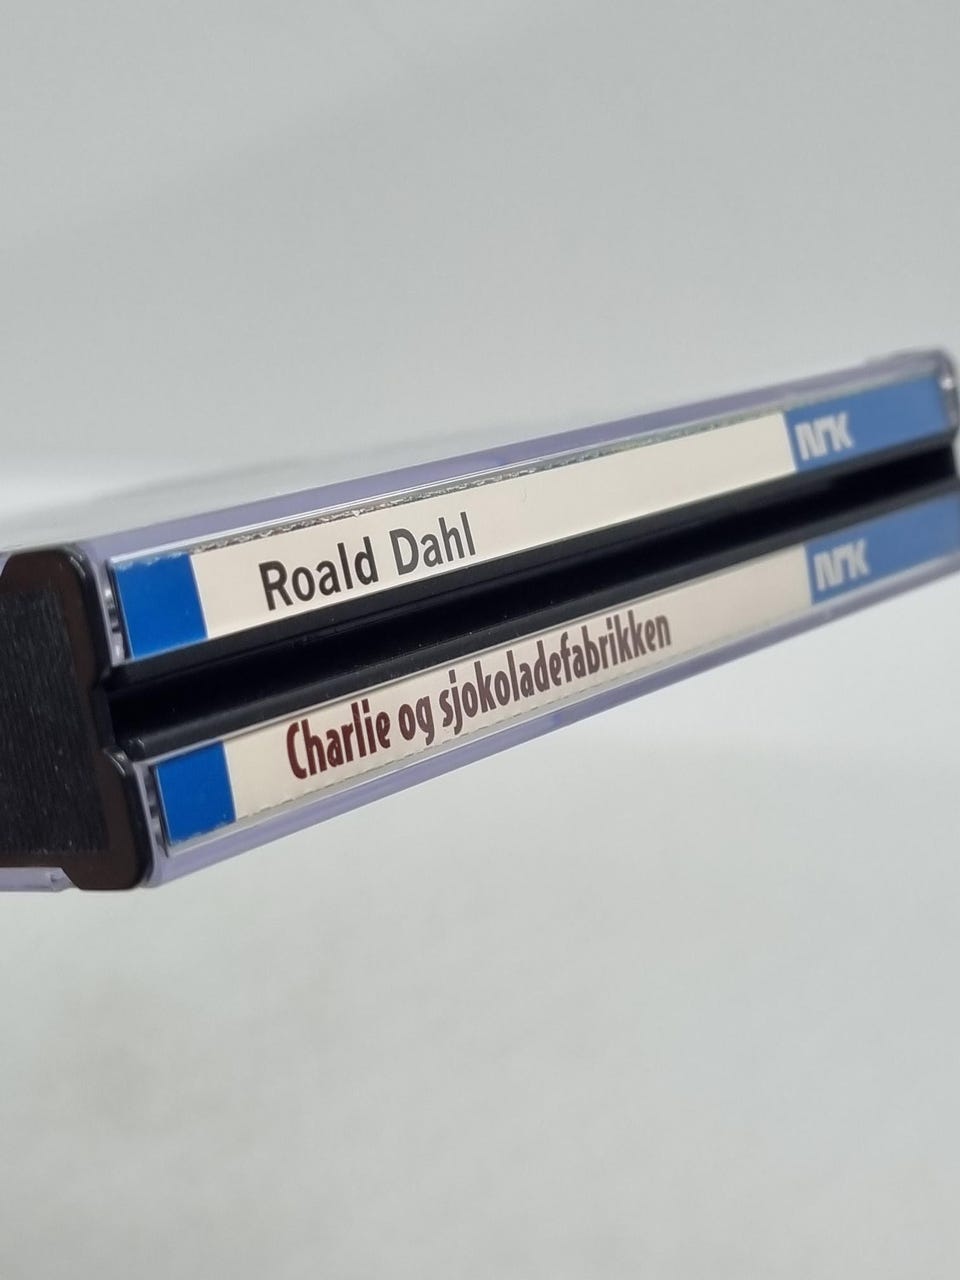 Roald Dahl NRK
Charlie og sjokoladefabrikken NRK